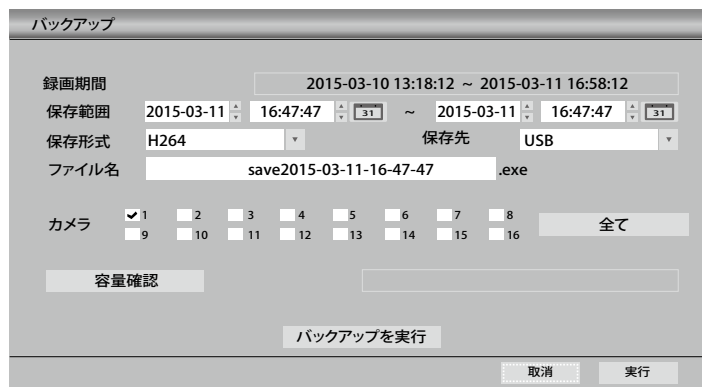 バックアップ
録画期間 2015-03-10 13:18:12 ~ 2015-03-11 16:58:12
保存範囲 2015-03-11 16:47:47 31 ~ 2015-03-11 16:47:47 31
保存形式 H264 保存先 USB
ファイル名 save2015-03-11-16-47-47 .exe
カメラ 1 2 3 4 5 6 7 8 全て
9 10 11 12 13 14 15 16
容量確認
バックアップを実行
取消 実行